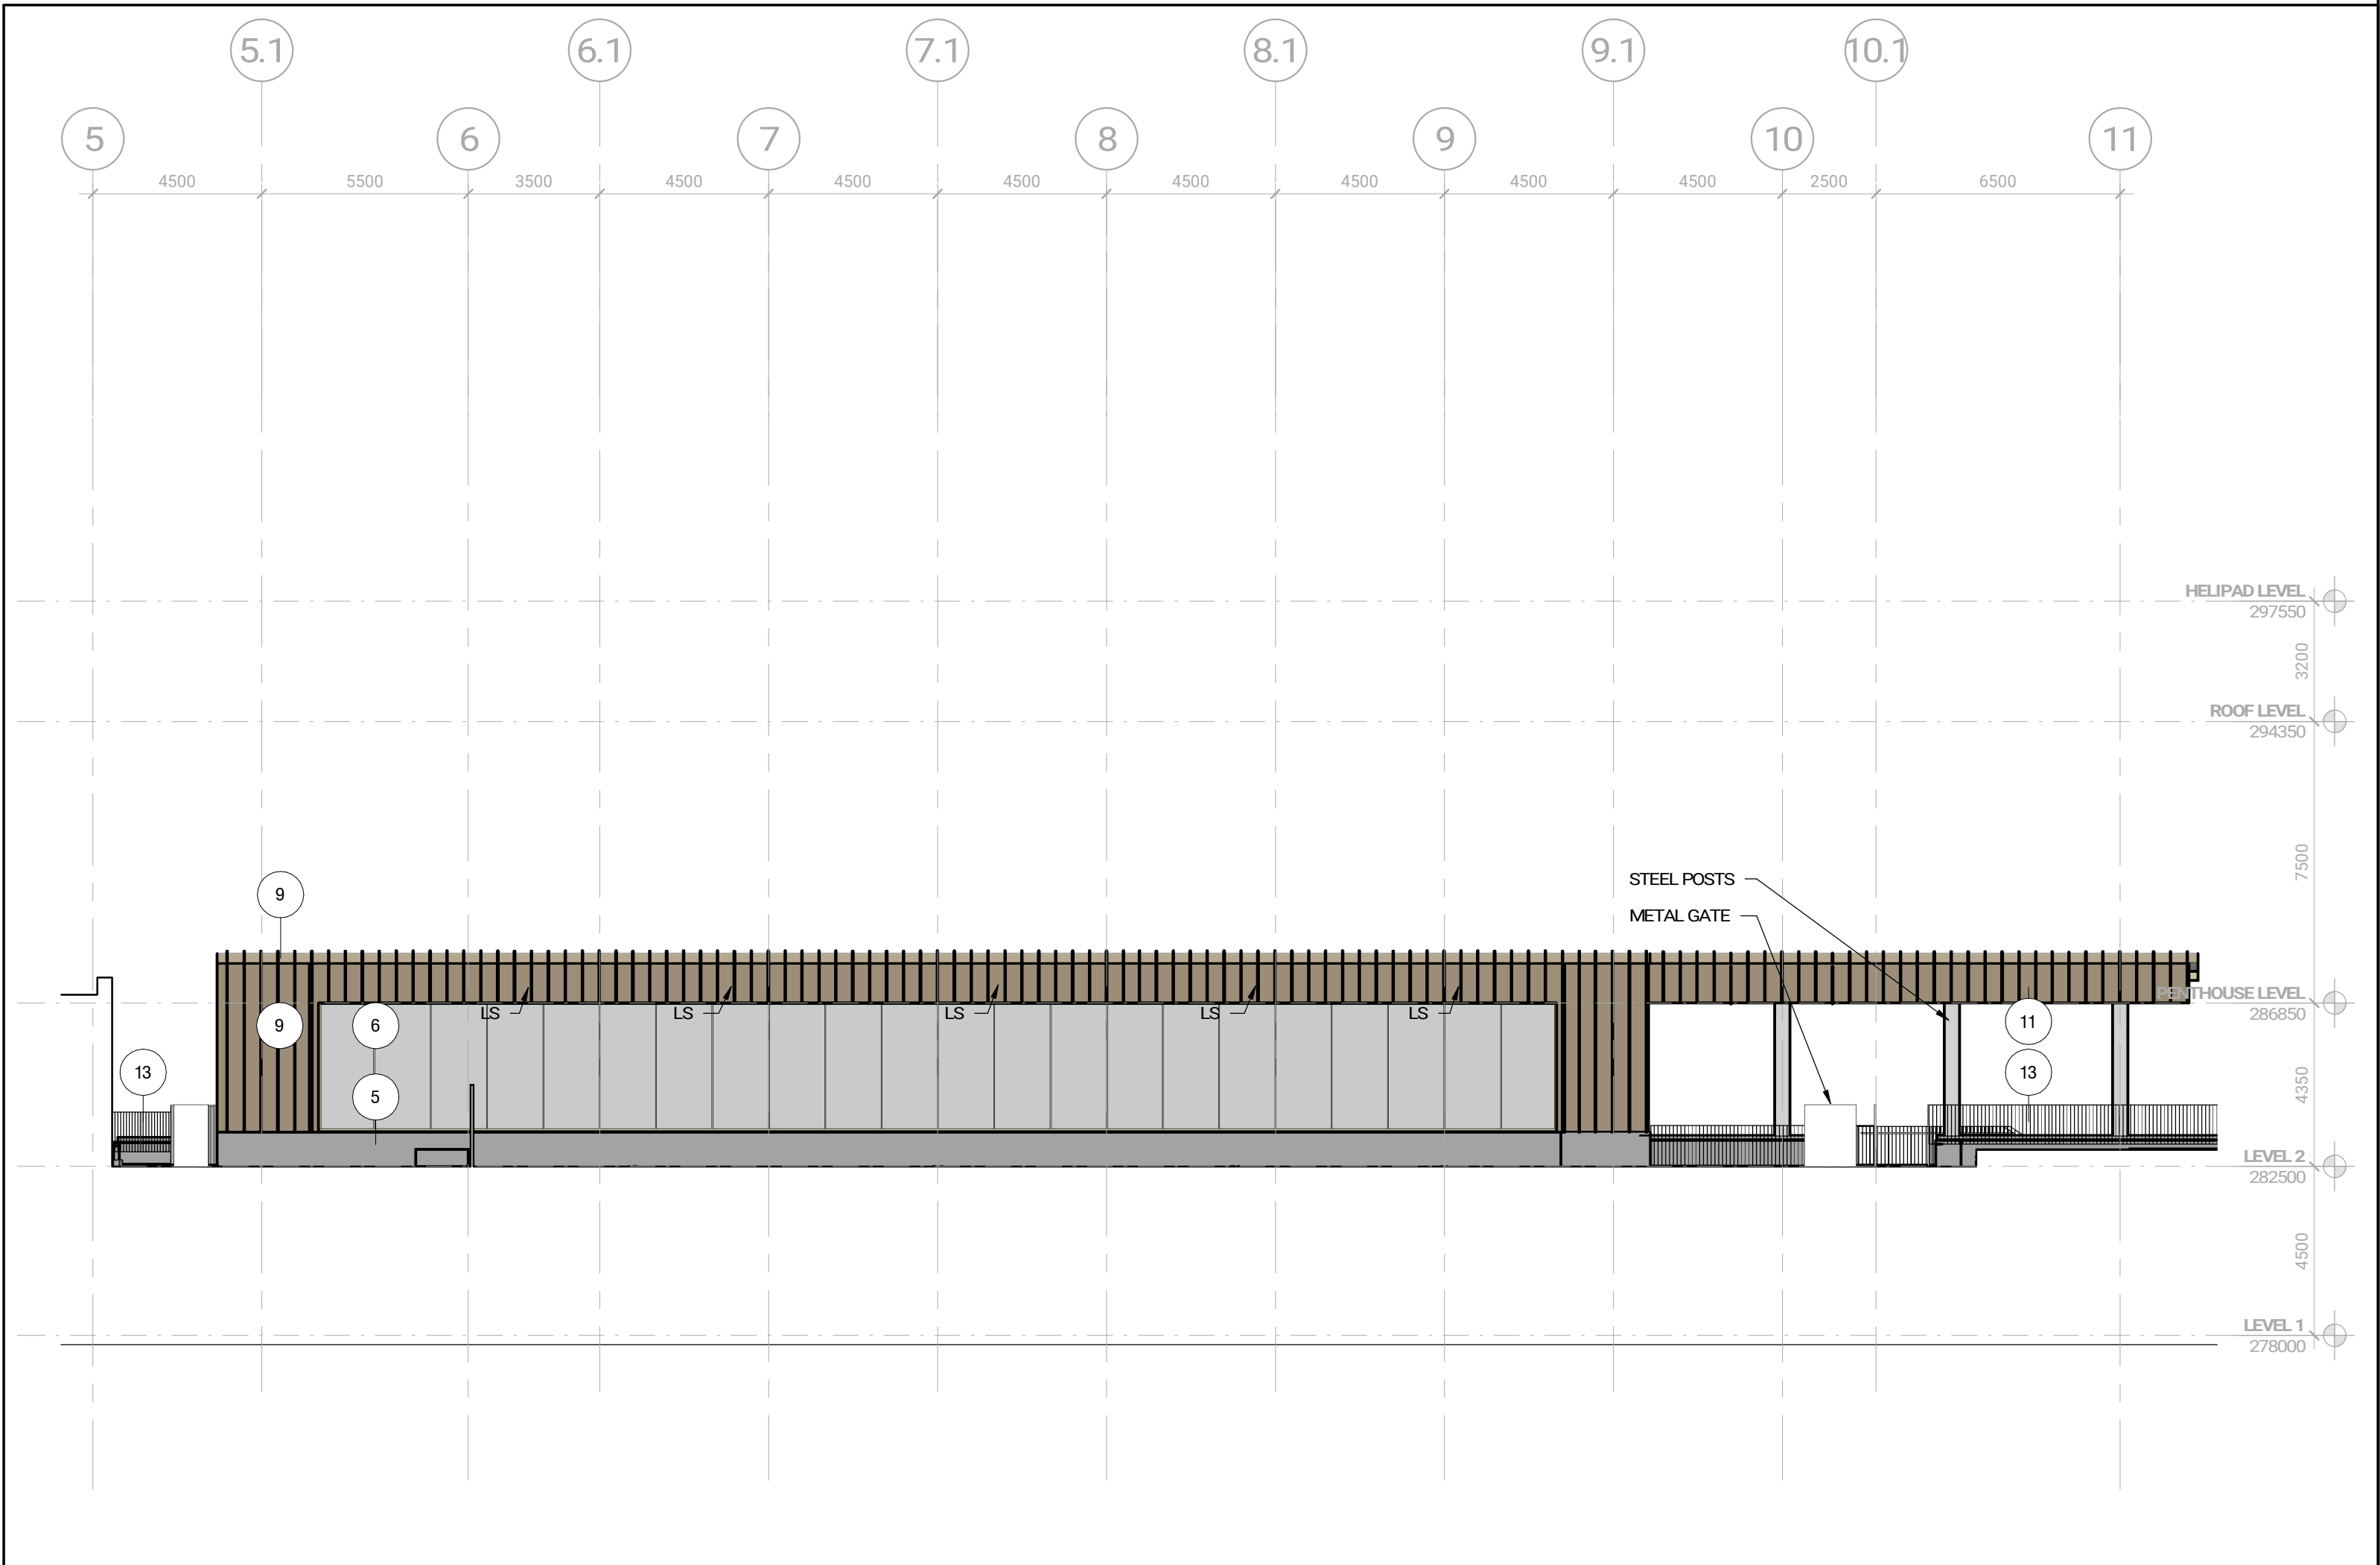 5.1 6.1 7.1 8.1 9.1 10.1
5 6 7 8 9 10 11
4500 5500 3500 4500 4500 4500 4500 4500 4500 4500 2500 6500
HELIPAD LEVEL
297550
3200
ROOF LEVEL
294350
7500
STEEL POSTS
9
METAL GATE
PENTHOUSE LEVEL
286850
LS LS LS LS LS
9 6 11
13 13
5
4350
LEVEL 2
282500
4500
LEVEL 1
278000